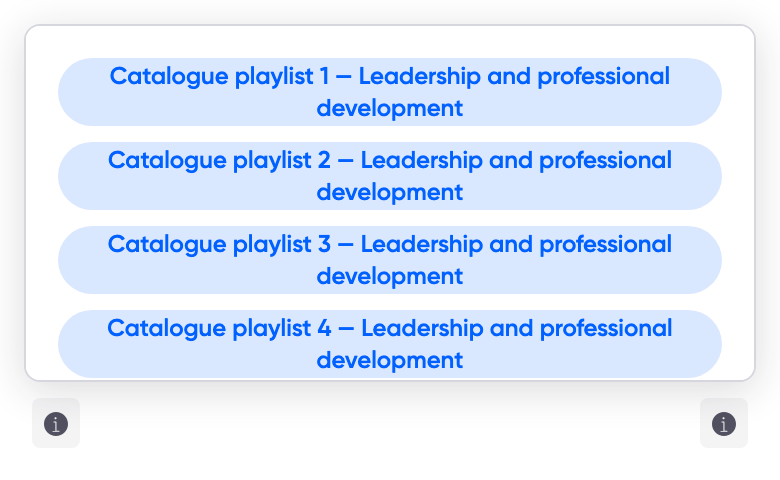 Catalogue playlist 1 – Leadership and professional
development
Catalogue playlist 2 – Leadership and professional
development
Catalogue playlist 3 – Leadership and professional
development
Catalogue playlist 4 – Leadership and professional
development